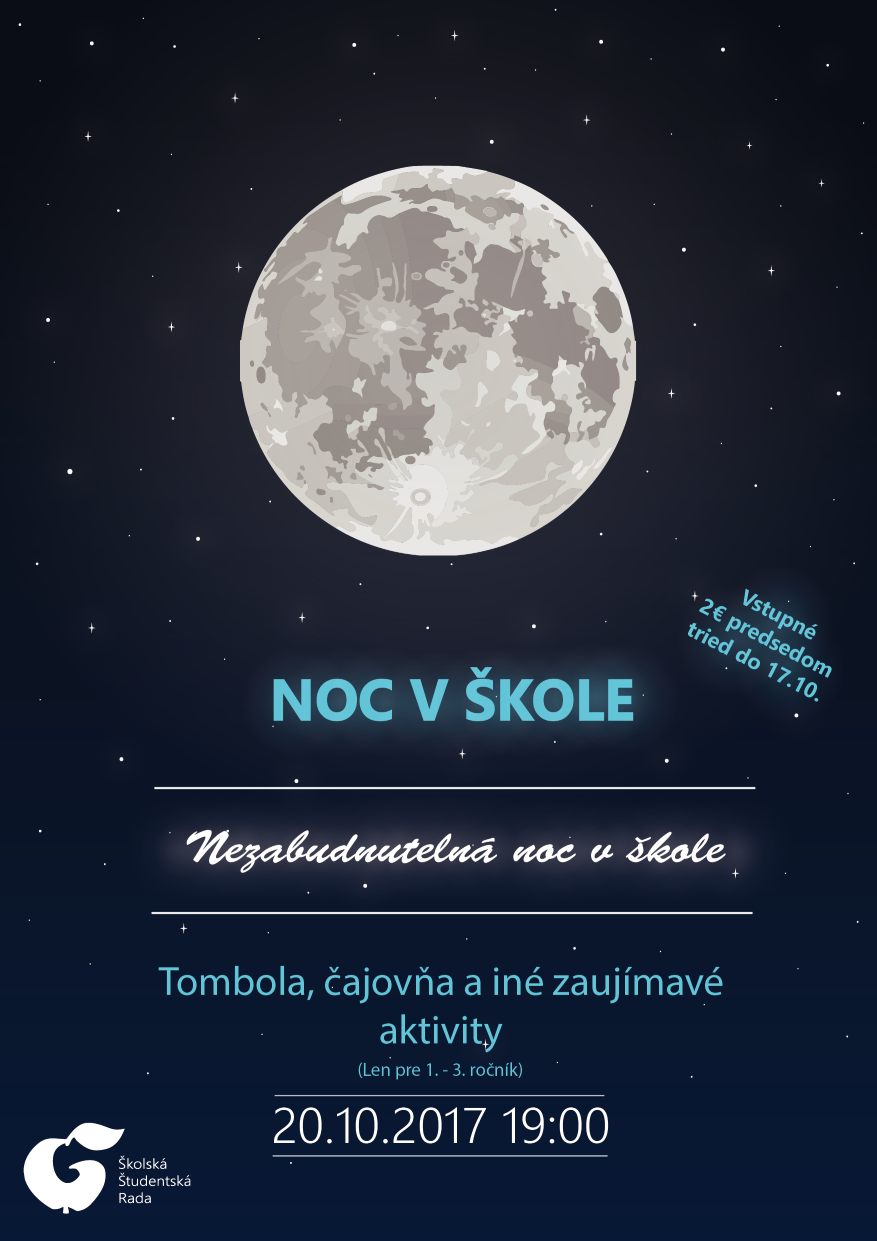 Vstupné
2€ predsedom
tried do 17.10.
NOC V ŠKOLE
Nezabudnutelná noc v škole
Tombola, čajovňa a iné zaujímavé
aktivity
(Len pre 1. - 3. ročník)
20.10.2017 19:00
Školská
Študentská
Rada